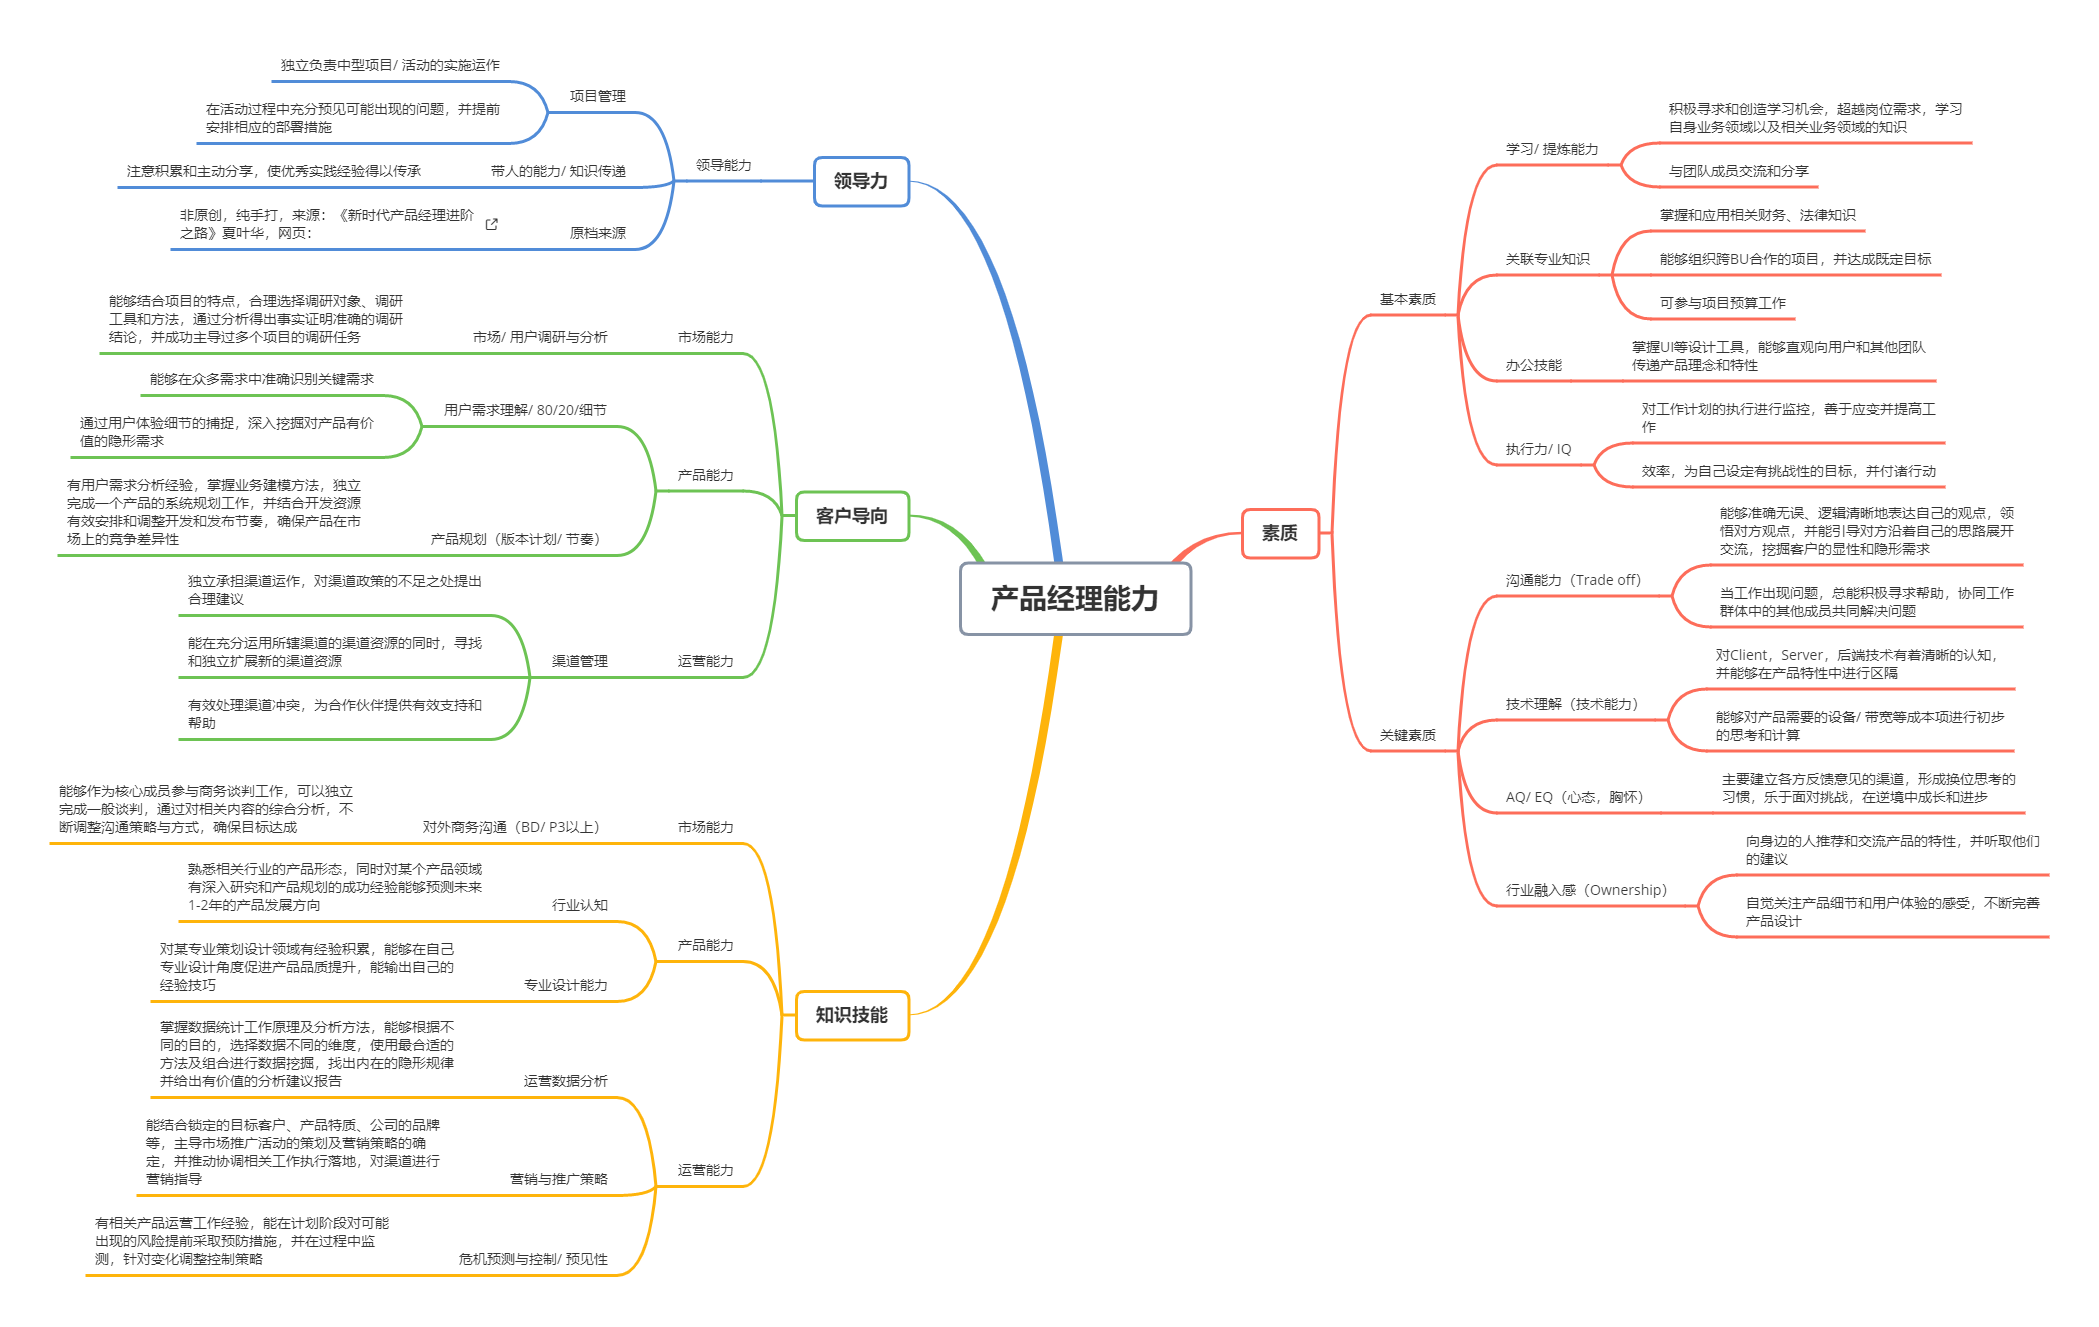 产品经理能力
领导力
领导能力
项目管理
独立负责中型项目/ 活动的实施运作
在活动过程中充分预见可能出现的问题，并提前
安排相应的部署措施
带人的能力/ 知识传递
注意积累和主动分享，使优秀实践经验得以传承
原档来源
非原创，纯手打，来源：《新时代产品经理进阶
之路》夏叶华，网页：
客户导向
市场能力
市场/ 用户调研与分析
能够结合项目的特点，合理选择调研对象、调研
工具和方法，通过分析得出事实证明准确的调研
结论，并成功主导过多个项目的调研任务
产品能力
用户需求理解/ 80/20/细节
能够在众多需求中准确识别关键需求
通过用户体验细节的捕捉，深入挖掘对产品有价
值的隐形需求
产品规划（版本计划/ 节奏）
有用户需求分析经验，掌握业务建模方法，独立
完成一个产品的系统规划工作，并结合开发资源
有效安排和调整开发和发布节奏，确保产品在市
场上的竞争差异性
运营能力
渠道管理
独立承担渠道运作，对渠道政策的不足之处提出
合理建议
能在充分运用所辖渠道的渠道资源的同时，寻找
和独立扩展新的渠道资源
有效处理渠道冲突，为合作伙伴提供有效支持和
帮助
知识技能
市场能力
对外商务沟通（BD/ P3以上）
能够作为核心成员参与商务谈判工作，可以独立
完成一般谈判，通过对相关内容的综合分析，不
断调整沟通策略与方式，确保目标达成
产品能力
行业认知
熟悉相关行业的产品形态，同时对某个产品领域
有深入研究和产品规划的成功经验能够预测未来
1-2年的产品发展方向
专业设计能力
对某专业策划设计领域有经验积累，能够在自己
专业设计角度促进产品品质提升，能输出自己的
经验技巧
运营能力
运营数据分析
掌握数据统计工作原理及分析方法，能够根据不
同的目的，选择数据不同的维度，使用最合适的
方法及组合进行数据挖掘，找出内在的隐形规律
并给出有价值的分析建议报告
营销与推广策略
能结合锁定的目标客户、产品特质、公司的品牌
等，主导市场推广活动的策划及营销策略的确
定，并推动协调相关工作执行落地，对渠道进行
营销指导
危机预测与控制/ 预见性
有相关产品运营工作经验，能在计划阶段对可能
出现的风险提前采取预防措施，并在过程中监
测，针对变化调整控制策略
素质
基本素质
学习/ 提炼能力
积极寻求和创造学习机会，超越岗位需求，学习
自身业务领域以及相关业务领域的知识
与团队成员交流和分享
关联专业知识
掌握和应用相关财务、法律知识
能够组织跨BU合作的项目，并达成既定目标
可参与项目预算工作
办公技能
掌握UI等设计工具，能够直观向用户和其他团队
传递产品理念和特性
执行力/ IQ
对工作计划的执行进行监控，善于应变并提高工
作
效率，为自己设定有挑战性的目标，并付诸行动
关键素质
沟通能力（Trade off）
能够准确无误、逻辑清晰地表达自己的观点，领
悟对方观点，并能引导对方沿着自己的思路展开
交流，挖掘客户的显性和隐形需求
当工作出现问题，总能积极寻求帮助，协同工作
群体中的其他成员共同解决问题
技术理解（技术能力）
对Client，Server，后端技术有着清晰的认知，
并能够在产品特性中进行区隔
能够对产品需要的设备/ 带宽等成本项进行初步
的思考和计算
AQ/ EQ（心态，胸怀）
主要建立各方反馈意见的渠道，形成换位思考的
习惯，乐于面对挑战，在逆境中成长和进步
行业融入感（Ownership）
向身边的人推荐和交流产品的特性，并听取他们
的建议
自觉关注产品细节和用户体验的感受，不断完善
产品设计